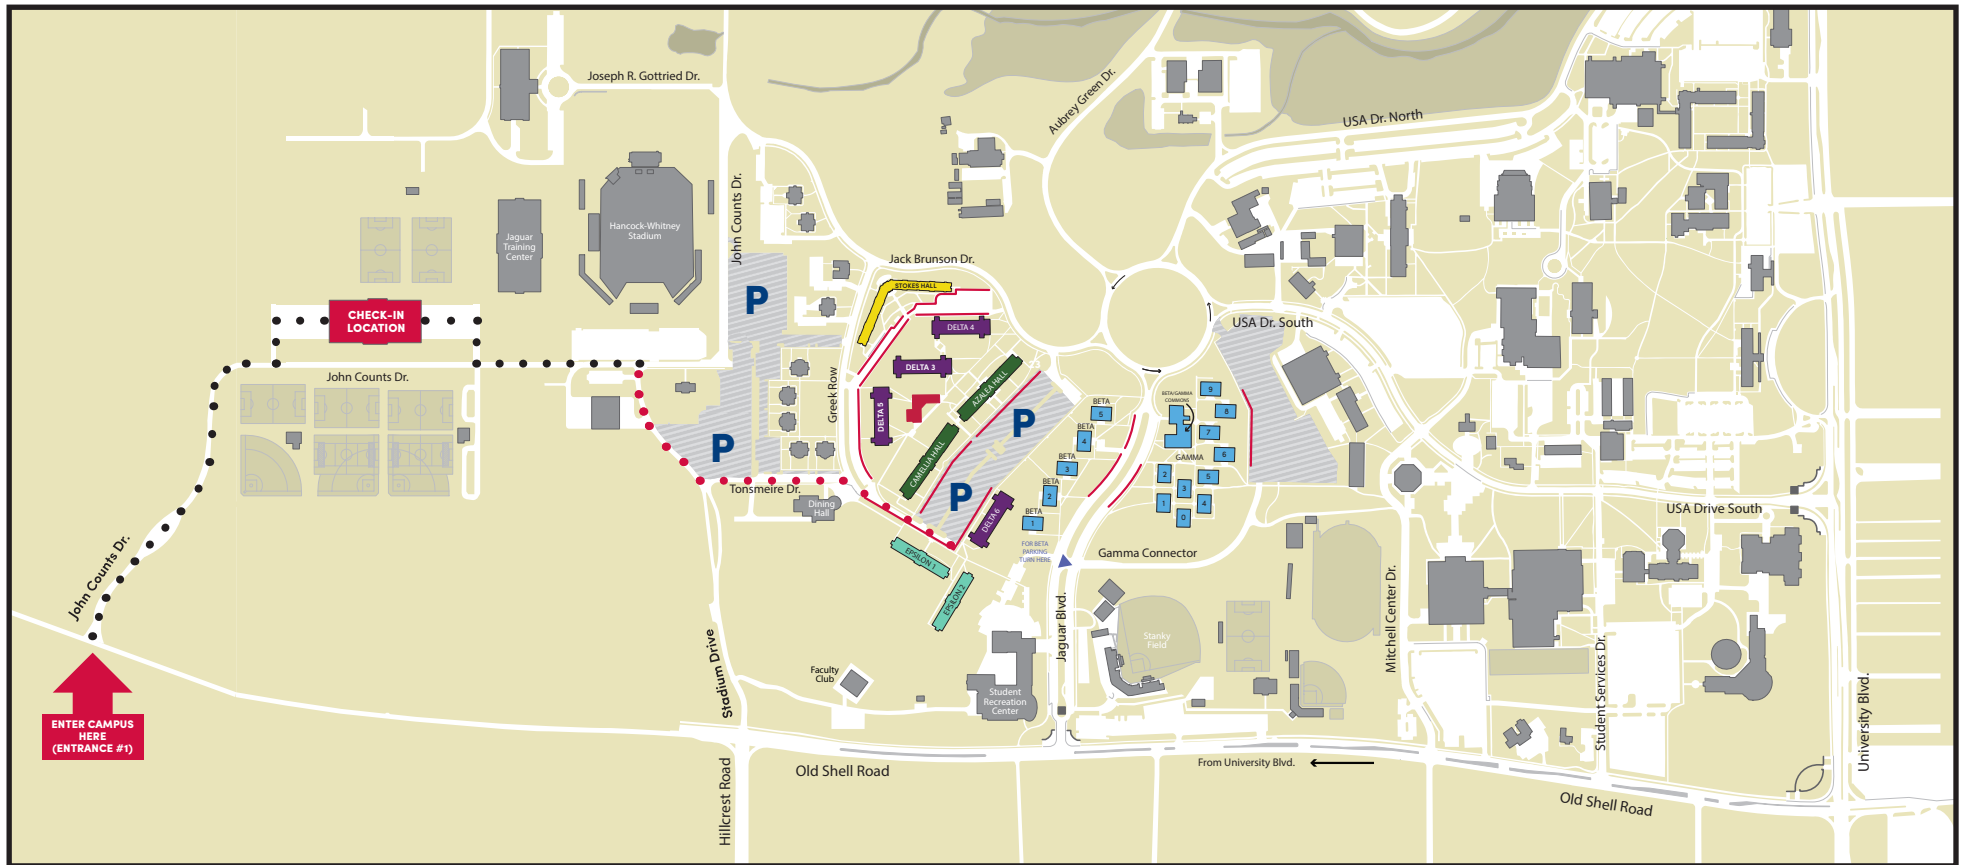 Joseph R. Gottried Dr.
Aubrey Green Dr.
USA Dr. North
John Counts Dr.
Hancock-Whitney
Stadium
Jaguar
Training
Center
Jack Brunson Dr.
STOKES HALL
P
CHECK-IN
LOCATION
DELTA 4
USA Dr. South
DELTA 3
John Counts Dr.
Greek Row
AZALEA HALL
DELTA 5
BETA/GAMMA
COMMONS
9
8
7
6
GAMMA
5
2
3
1
4
0
BETA
5
BETA
4
BETA
3
BETA
2
BETA
1
P
P
P
CAMELLIA HALL
DELTA 6
Tonsmeire Dr.
Dining
Hall
EPSILON 1
EPSILON 2
FOR BETA
PARKING
TURN HERE
Gamma Connector
USA Drive South
John Counts Dr.
Jaguar Blvd.
Mitchell Center Dr.
Stanky
Field
Stadium Drive
Faculty
Club
Student
Recreation
Center
Student Services Dr.
University Blvd.
ENTER CAMPUS
HERE
(ENTRANCE #1)
Hillcrest Road
Old Shell Road
From University Blvd.
Old Shell Road